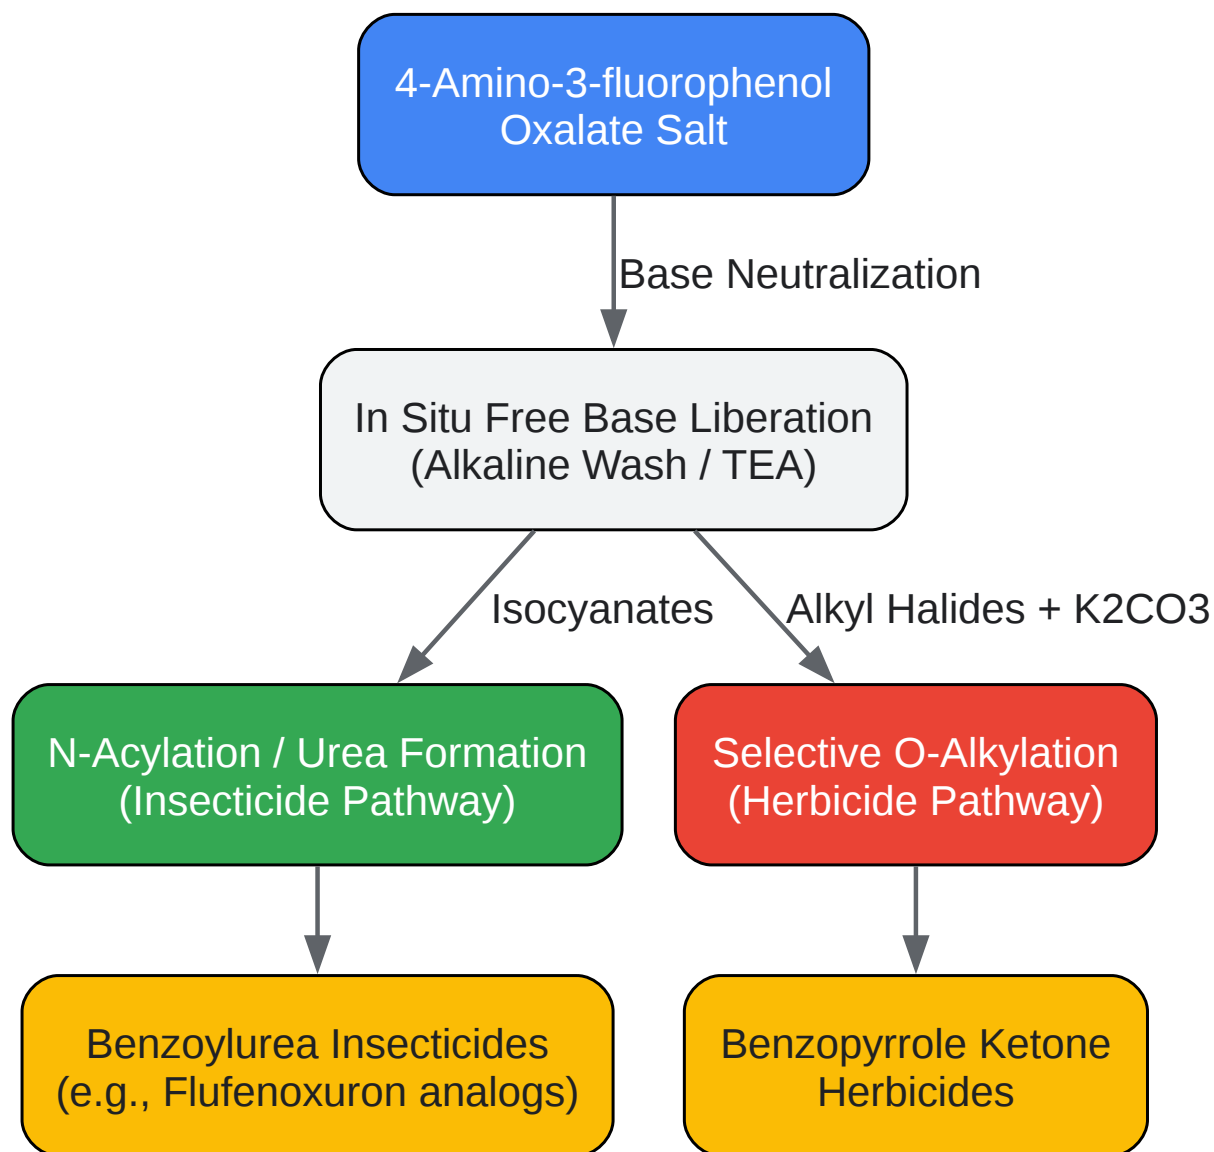 4-Amino-3-fluorophenol
Oxalate Salt
Base Neutralization
In Situ Free Base Liberation
(Alkaline Wash / TEA)
Isocyanates
Alkyl Halides + K2CO3
N-Acylation / Urea Formation
(Insecticide Pathway)
Selective O-Alkylation
(Herbicide Pathway)
Benzoylurea Insecticides
(e.g., Flufenoxuron analogs)
Benzopyrrole Ketone
Herbicides